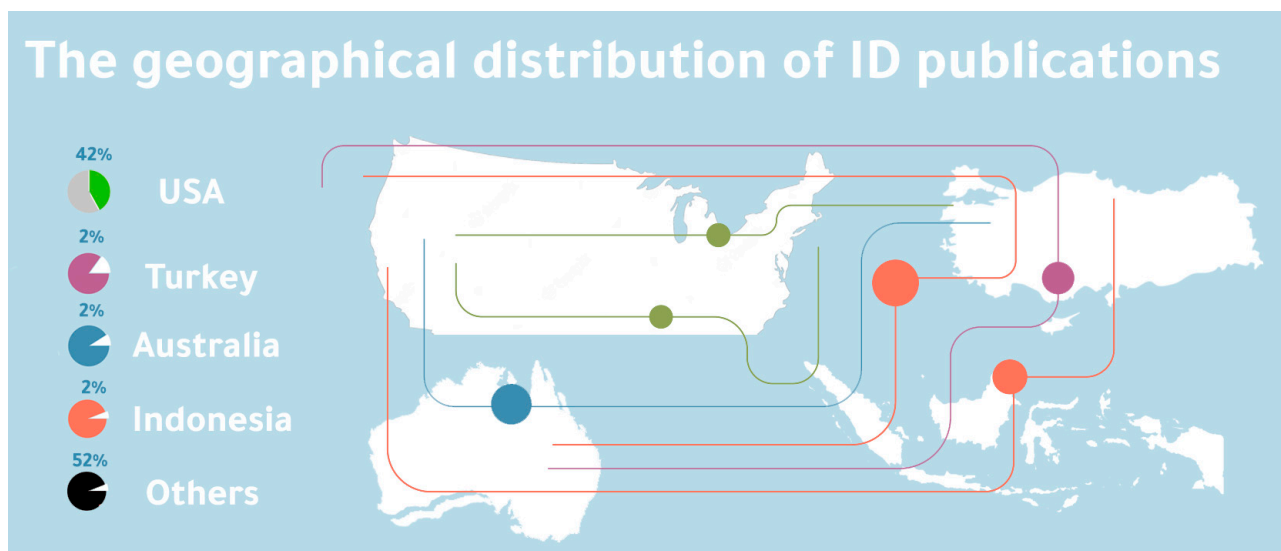 The geographical distribution of ID publications
42%
USA
2%
Turkey
2%
Australia
2%
Indonesia
52%
Others